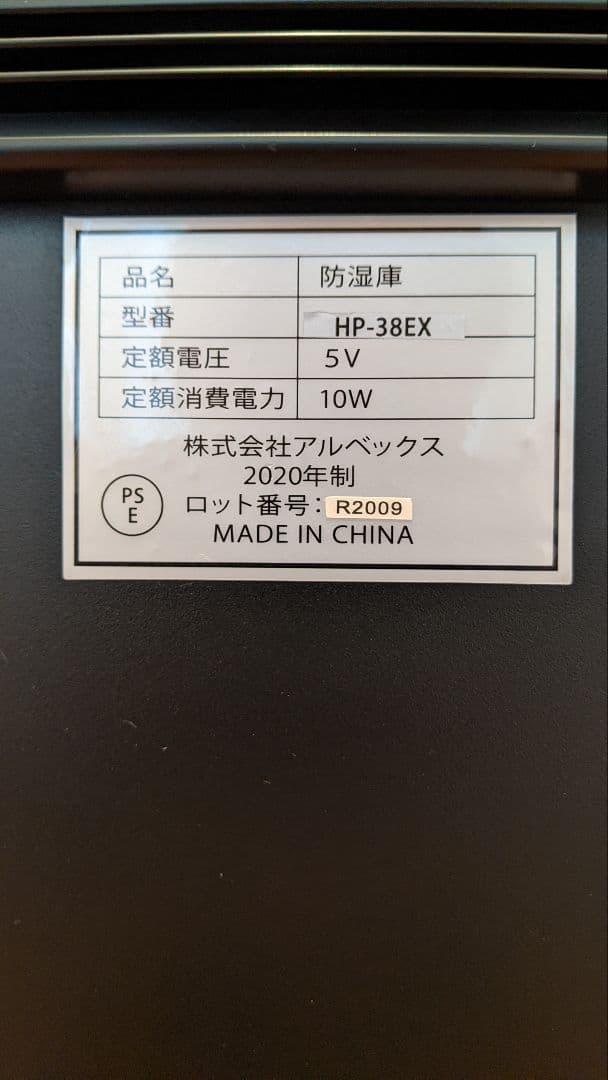 品名 防湿庫
型番 HP-38EX
定額電圧 5V
定額消費電力 10W
株式会社アルベックス
2020年制
PS
E
ロット番号：R2009
MADE IN CHINA